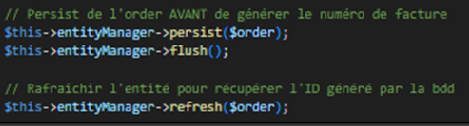 // Persist de l'order AVANT de générer le numéro de facture
$this->entityManager->persist($order);
$this->entityManager->flush();
// Rafraichir l'entité pour récupérer l'ID généré par la bdd
$this->entityManager->refresh($order);